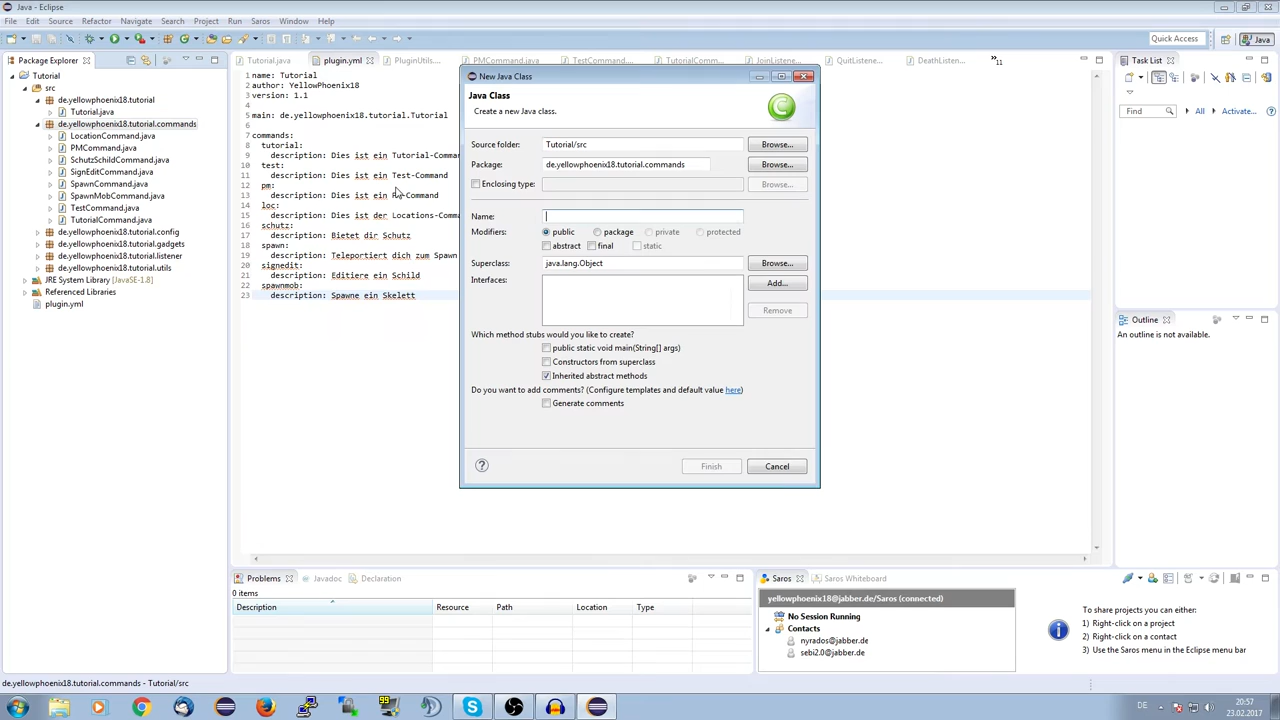 Java - Eclipse
File Edit Source Refactor Navigate Search Project Run Saros Window Help
Quick Access
Java
Package Explorer
Tutorial
src
de.yellowphoenix18.tutorial
Tutorial.java
de.yellowphoenix18.tutorial.commands
LocationCommand.java
PMCommand.java
SchutzSchildCommand.java
SignEditCommand.java
SpawnCommand.java
SpawnMobCommand.java
TestCommand.java
TutorialCommand.java
de.yellowphoenix18.tutorial.config
de.yellowphoenix18.tutorial.gadgets
de.yellowphoenix18.tutorial.listener
de.yellowphoenix18.tutorial.utils
JRE System Library [JavaSE-1.8]
Referenced Libraries
plugin.yml
Tutorial.java plugin.yml PluginUtils.... PMCommand.java TestCommand.... TutorialComm... JoinListene... QuitListe... DeathListen... 11
1 name: Tutorial
2 author: YellowPhoenix18
3 version: 1.1
4
5 main: de.yellowphoenix18.tutorial.Tutorial
6
7 commands:
8 tutorial:
9 description: Dies ist ein Tutorial-Comman
10 test:
11 description: Dies ist ein Test-Command
12 pm:
13 description: Dies ist ein P -Command
14 loc:
15 description: Dies ist der Locations-Comma
16 schutz:
17 description: Bietet dir Schutz
18 spawn:
19 description: Teleportiert dich zum Spawn
20 signedit:
21 description: Editiere ein Schild
22 spawnmob:
23 description: Spawne ein Skelett
New Java Class
Java Class
Create a new Java class.
Source folder: Tutorial/src Browse...
Package: de.yellowphoenix18.tutorial.commands Browse...
Enclosing type: Browse...
Name:
Modifiers: public package private protected
abstract final static
Superclass: java.lang.Object Browse...
Interfaces: Add...
Remove
Which method stubs would you like to create?
public static void main(String[] args)
Constructors from superclass
Inherited abstract methods
Do you want to add comments? (Configure templates and default value here)
Generate comments
? Finish Cancel
Task List
Find All Activate...
Outline
An outline is not available.
Problems Javadoc Declaration
0 items
Description Resource Path Location Type
Saros Saros Whiteboard
yellowphoenix18@jabber.de/Saros (connected)
No Session Running
Contacts
nyrados@jabber.de
sebi2.0@jabber.de
To share projects you can either:
1) Right-click on a project
2) Right-click on a contact
3) Use the Saros menu in the Eclipse menu bar
de.yellowphoenix18.tutorial.commands - Tutorial/src
DE
20:57
23.02.2017